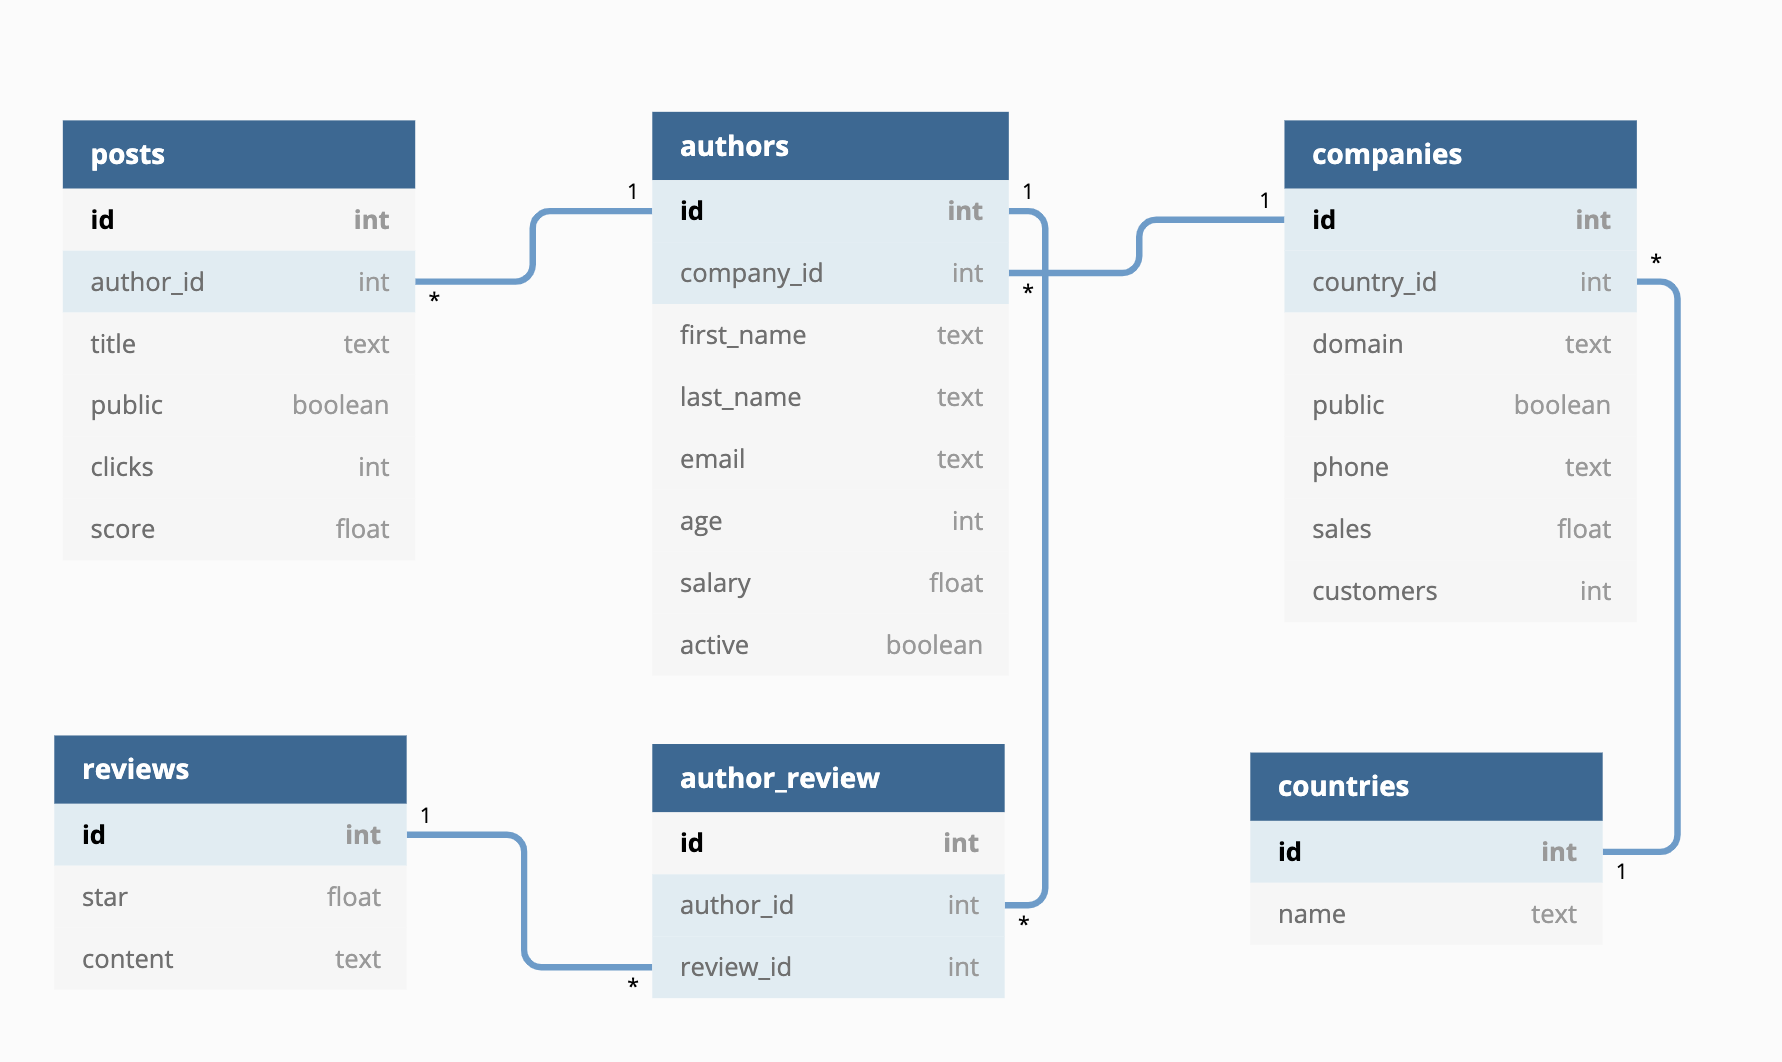 posts
id int
author_id int
title text
public boolean
clicks int
score float
1
*
authors
id int
company_id int
first_name text
last_name text
email text
age int
salary float
active boolean
1
*
1
companies
id int
country_id int
domain text
public boolean
phone text
sales float
customers int
*
reviews
id int
star float
content text
1
*
author_review
id int
author_id int
review_id int
*
countries
id int
name text
1